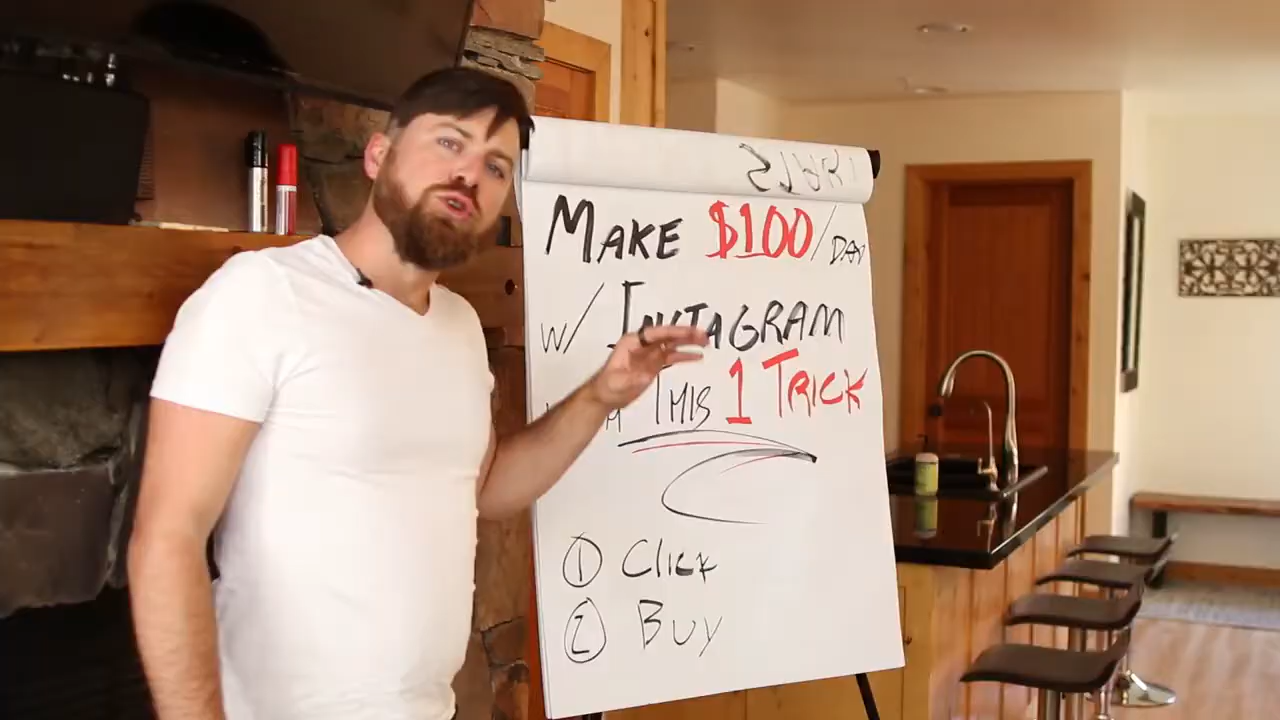 MAKE $100/DAY
W/ INSTAGRAM
THIS 1 TRICK
① CLICK
② BUY